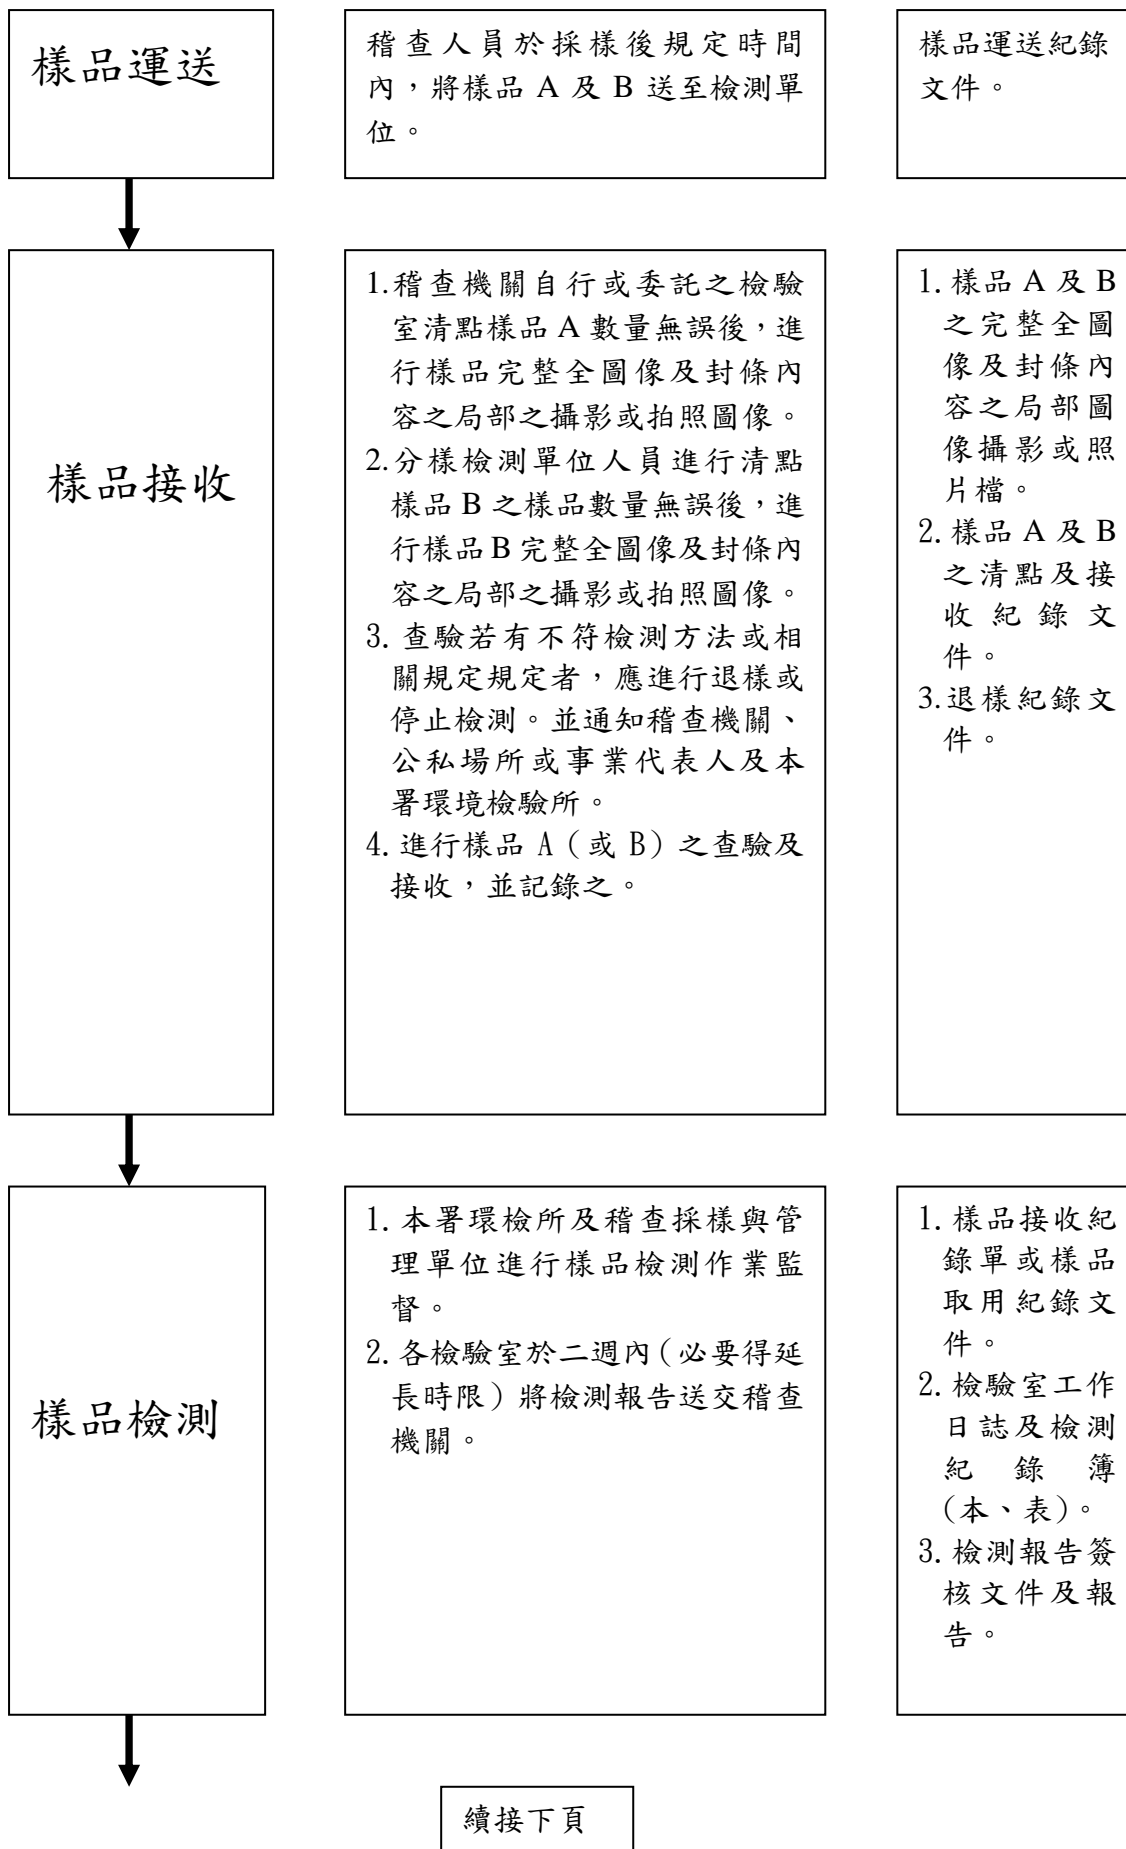 樣品運送
稽查人員於採樣後規定時間
內，將樣品 A 及 B 送至檢測單
位。
樣品運送紀錄
文件。
樣品接收
1.稽查機關自行或委託之檢驗
室清點樣品 A 數量無誤後，進
行樣品完整全圖像及封條內
容之局部之攝影或拍照圖像。
2.分樣檢測單位人員進行清點
樣品 B 之樣品數量無誤後，進
行樣品 B 完整全圖像及封條內
容之局部之攝影或拍照圖像。
3. 查驗若有不符檢測方法或相
關規定規定者，應進行退樣或
停止檢測。並通知稽查機關、
公私場所或事業代表人及本
署環境檢驗所。
4. 進行樣品 A（或 B）之查驗及
接收，並記錄之。
1. 樣品 A 及 B
之完整全圖
像及封條內
容之局部圖
像攝影或照
片檔。
2. 樣品 A 及 B
之清點及接
收紀錄文
件。
3.退樣紀錄文
件。
樣品檢測
1. 本署環檢所及稽查採樣與管
理單位進行樣品檢測作業監
督。
2. 各檢驗室於二週內（必要得延
長時限）將檢測報告送交稽查
機關。
1. 樣品接收紀
錄單或樣品
取用紀錄文
件。
2. 檢驗室工作
日誌及檢測
紀錄簿
(本、表)。
3. 檢測報告簽
核文件及報
告。
續接下頁